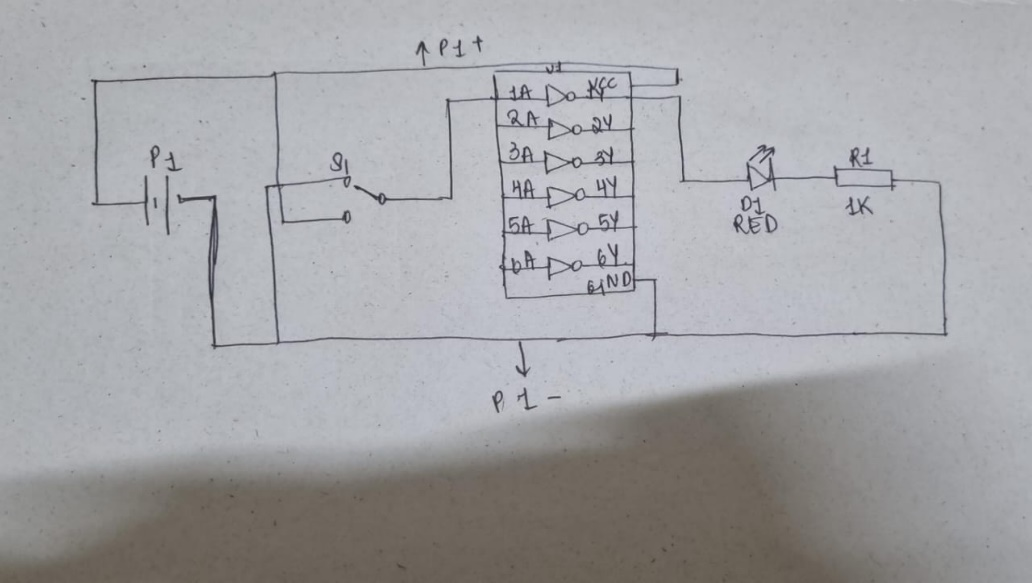 ↑ P1+
U1
1A 1Y VCC
2A 2Y
P1
S1
3A 3Y
R1
4A 4Y
D1
1K
RED
5A 5Y
6A 6Y
GND
P1-